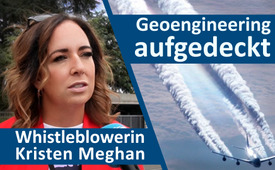 Geoengineering
aufgedeckt
Whistleblowerin
Kristen Meghan